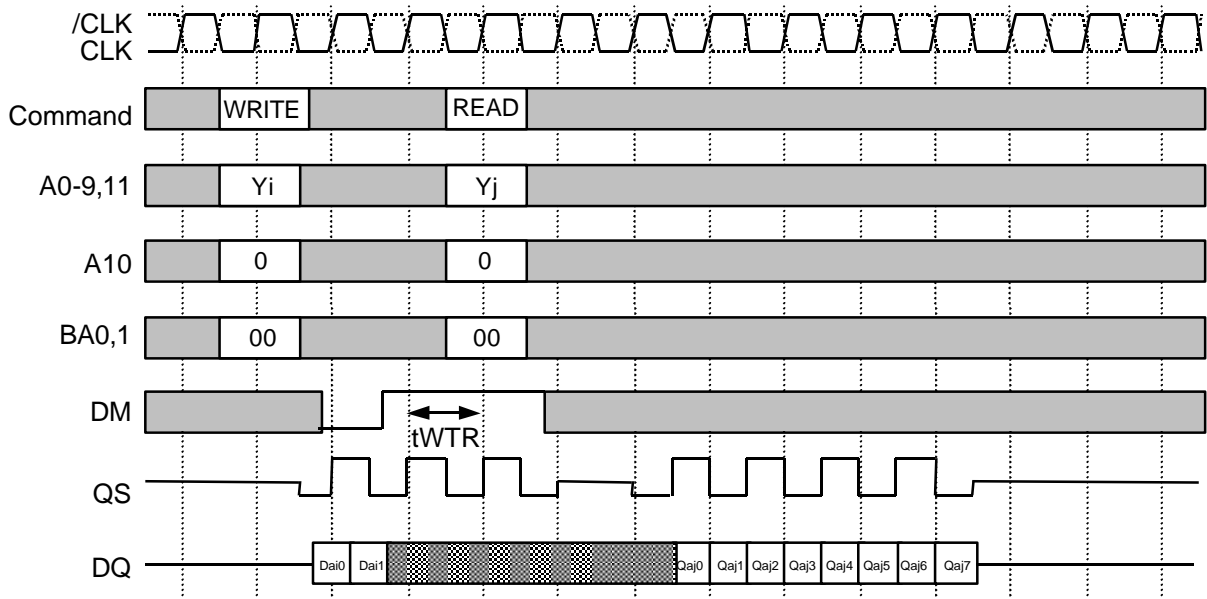 /CLK
CLK
Command WRITE READ
A0-9,11 Yi Yj
A10 0 0
BA0,1 00 00
DM
tWTR
QS
DQ Dai0 Dai1 Qaj0 Qaj1 Qaj2 Qaj3 Qaj4 Qaj5 Qaj6 Qaj7